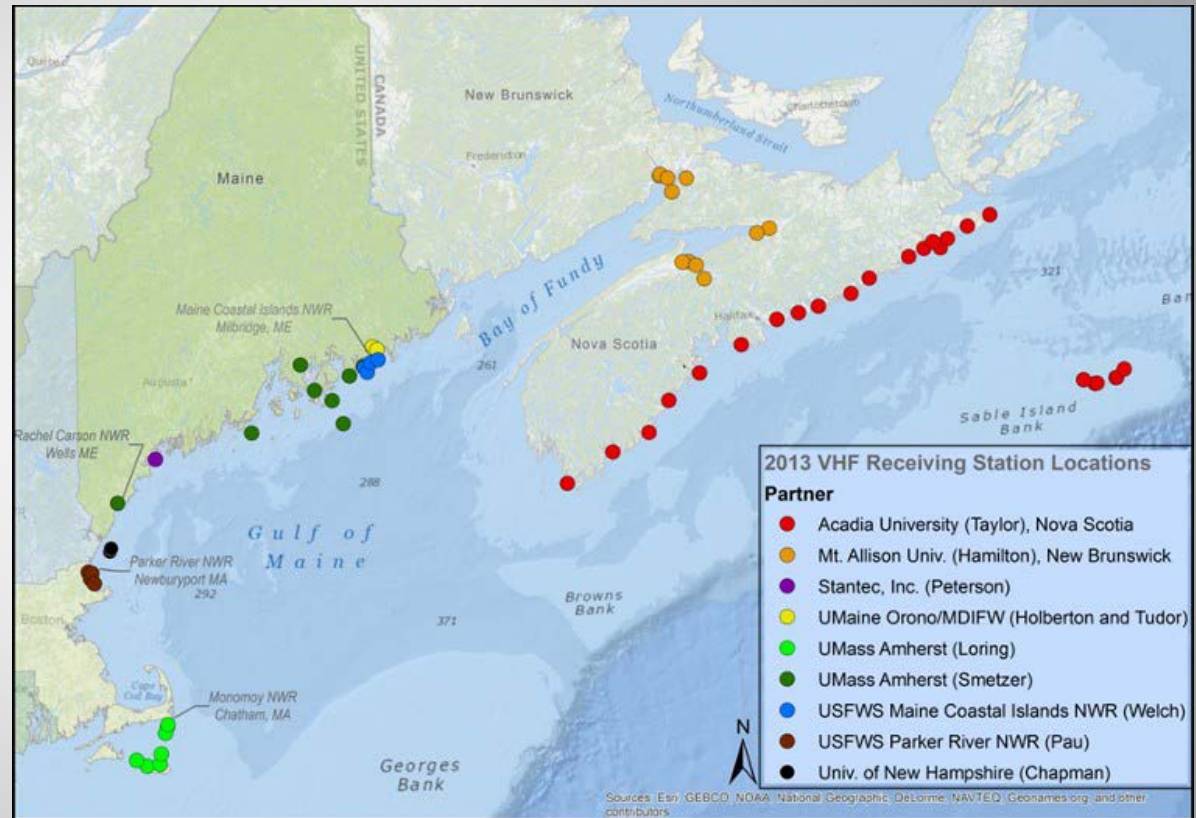 Québec
UNITED STATES
CANADA
New Brunswick
Northumberland Strait
Charlottetown
Fredericton
Maine
Bay of Fundy
Maine Coastal Islands NWR
Milbridge, ME
Halifax
321
Ban
Nova Scotia
261
Augusta
Sable Island
Bank
Rachel Carson NWR
Wells ME
288
Gulf of
Maine
Parker River NWR
Newburyport MA
292
Browns
Bank
371
Boston
Cape
Cod Bay
Monomoy NWR
Chatham, MA
Georges
Bank
2013 VHF Receiving Station Locations
Partner
Acadia University (Taylor), Nova Scotia
Mt. Allison Univ. (Hamilton), New Brunswick
Stantec, Inc. (Peterson)
UMaine Orono/MDIFW (Holberton and Tudor)
UMass Amherst (Loring)
UMass Amherst (Smetzer)
USFWS Maine Coastal Islands NWR (Welch)
USFWS Parker River NWR (Pau)
Univ. of New Hampshire (Chapman)
N
Sources: Esri, GEBCO, NOAA, National Geographic, DeLorme, NAVTEQ, Geonames.org, and other
contributors